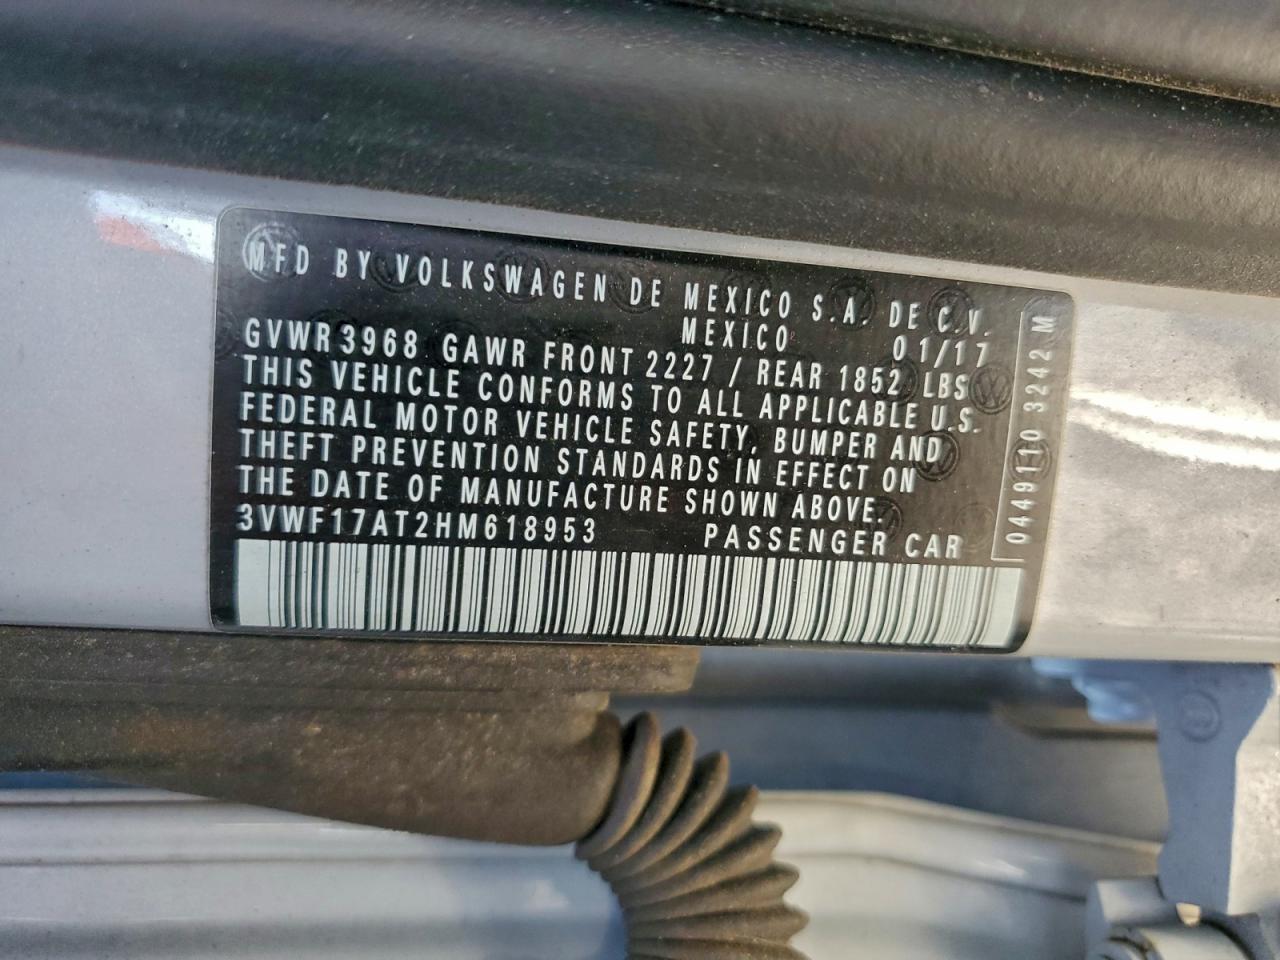 MFD BY VOLKSWAGEN DE MEXICO S.A. DE C.V.
MEXICO 01/17
GVWR 3968 GAWR FRONT 2227 / REAR 1852 LBS
THIS VEHICLE CONFORMS TO ALL APPLICABLE U.S.
FEDERAL MOTOR VEHICLE SAFETY, BUMPER AND
THEFT PREVENTION STANDARDS IN EFFECT ON
THE DATE OF MANUFACTURE SHOWN ABOVE.
3VWF17AT2HM618953 PASSENGER CAR
0449110 3242 M